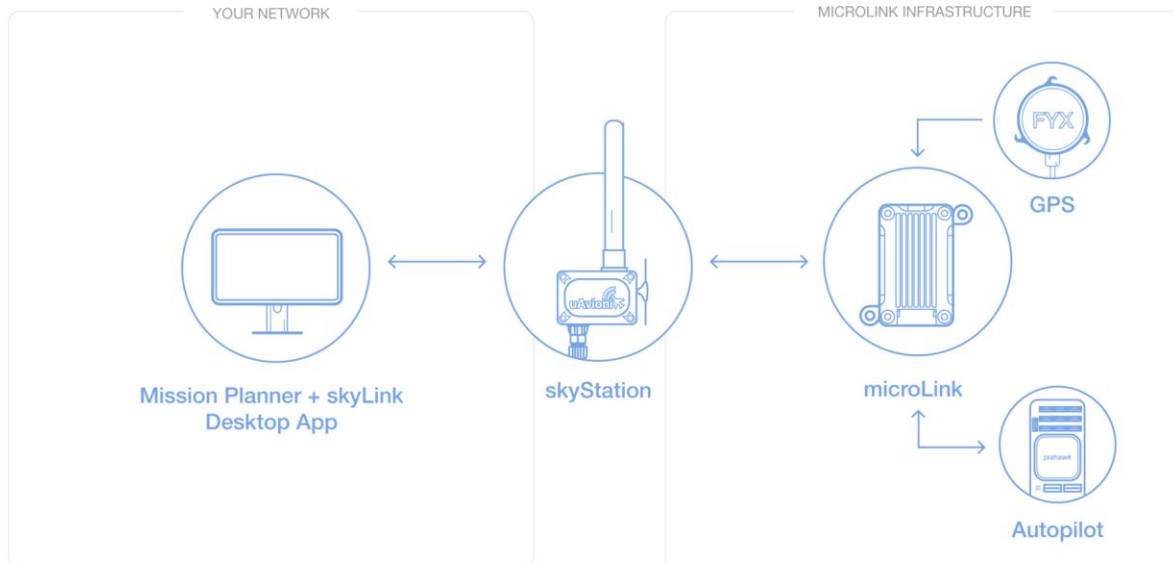 YOUR NETWORK
MICROLINK INFRASTRUCTURE
FYX
GPS
uAvionix
Mission Planner + skyLink
Desktop App
skyStation
microLink
pixhawk
Autopilot